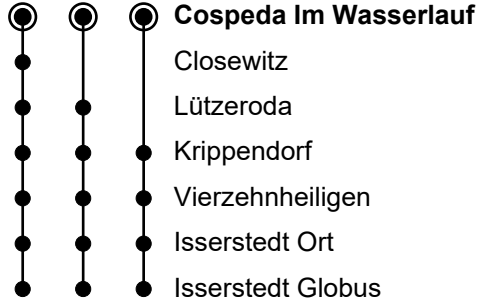 Cospeda Im Wasserlauf
Closewitz
Lützeroda
Krippendorf
Vierzehnheiligen
Isserstedt Ort
Isserstedt Globus